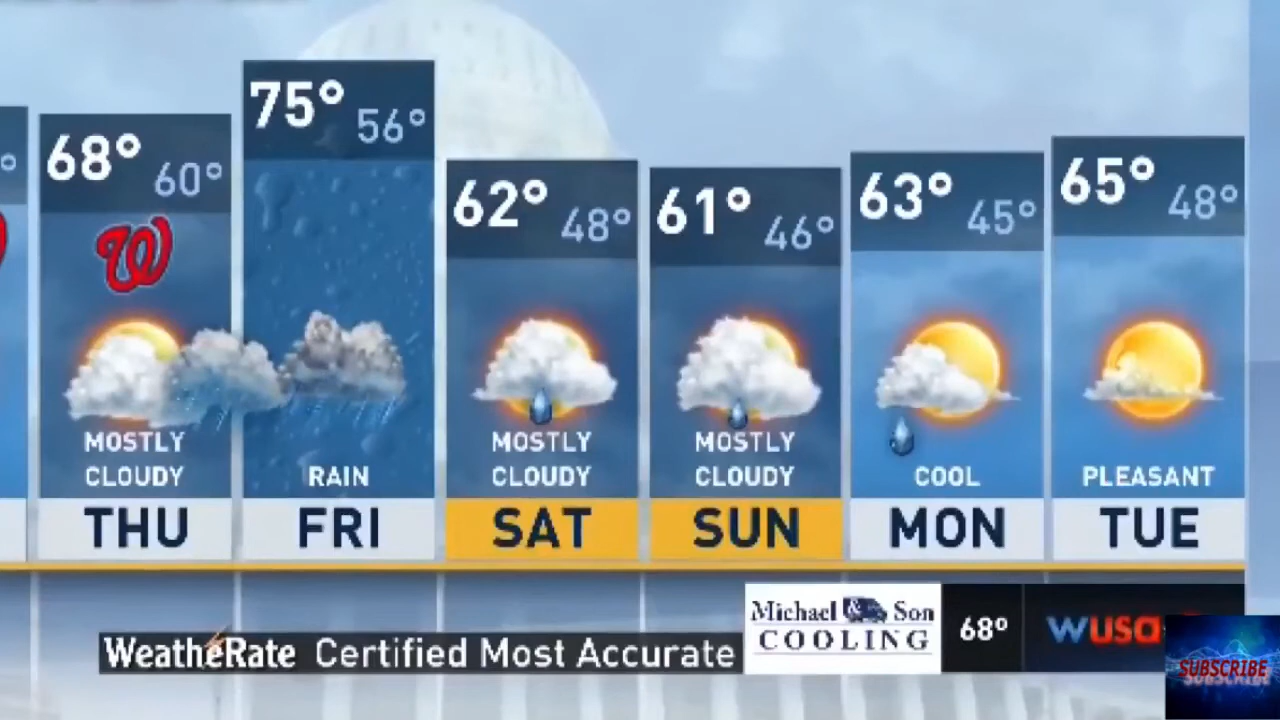 75° 56°
68° 60°
62° 48°
61° 46°
63° 45°
65° 48°
°
W
MOSTLY
CLOUDY
RAIN
MOSTLY
CLOUDY
MOSTLY
CLOUDY
COOL
PLEASANT
THU FRI SAT SUN MON TUE
Michael & Son
COOLING
68°
WUSA
WeatheRate Certified Most Accurate
SUBSCRIBE